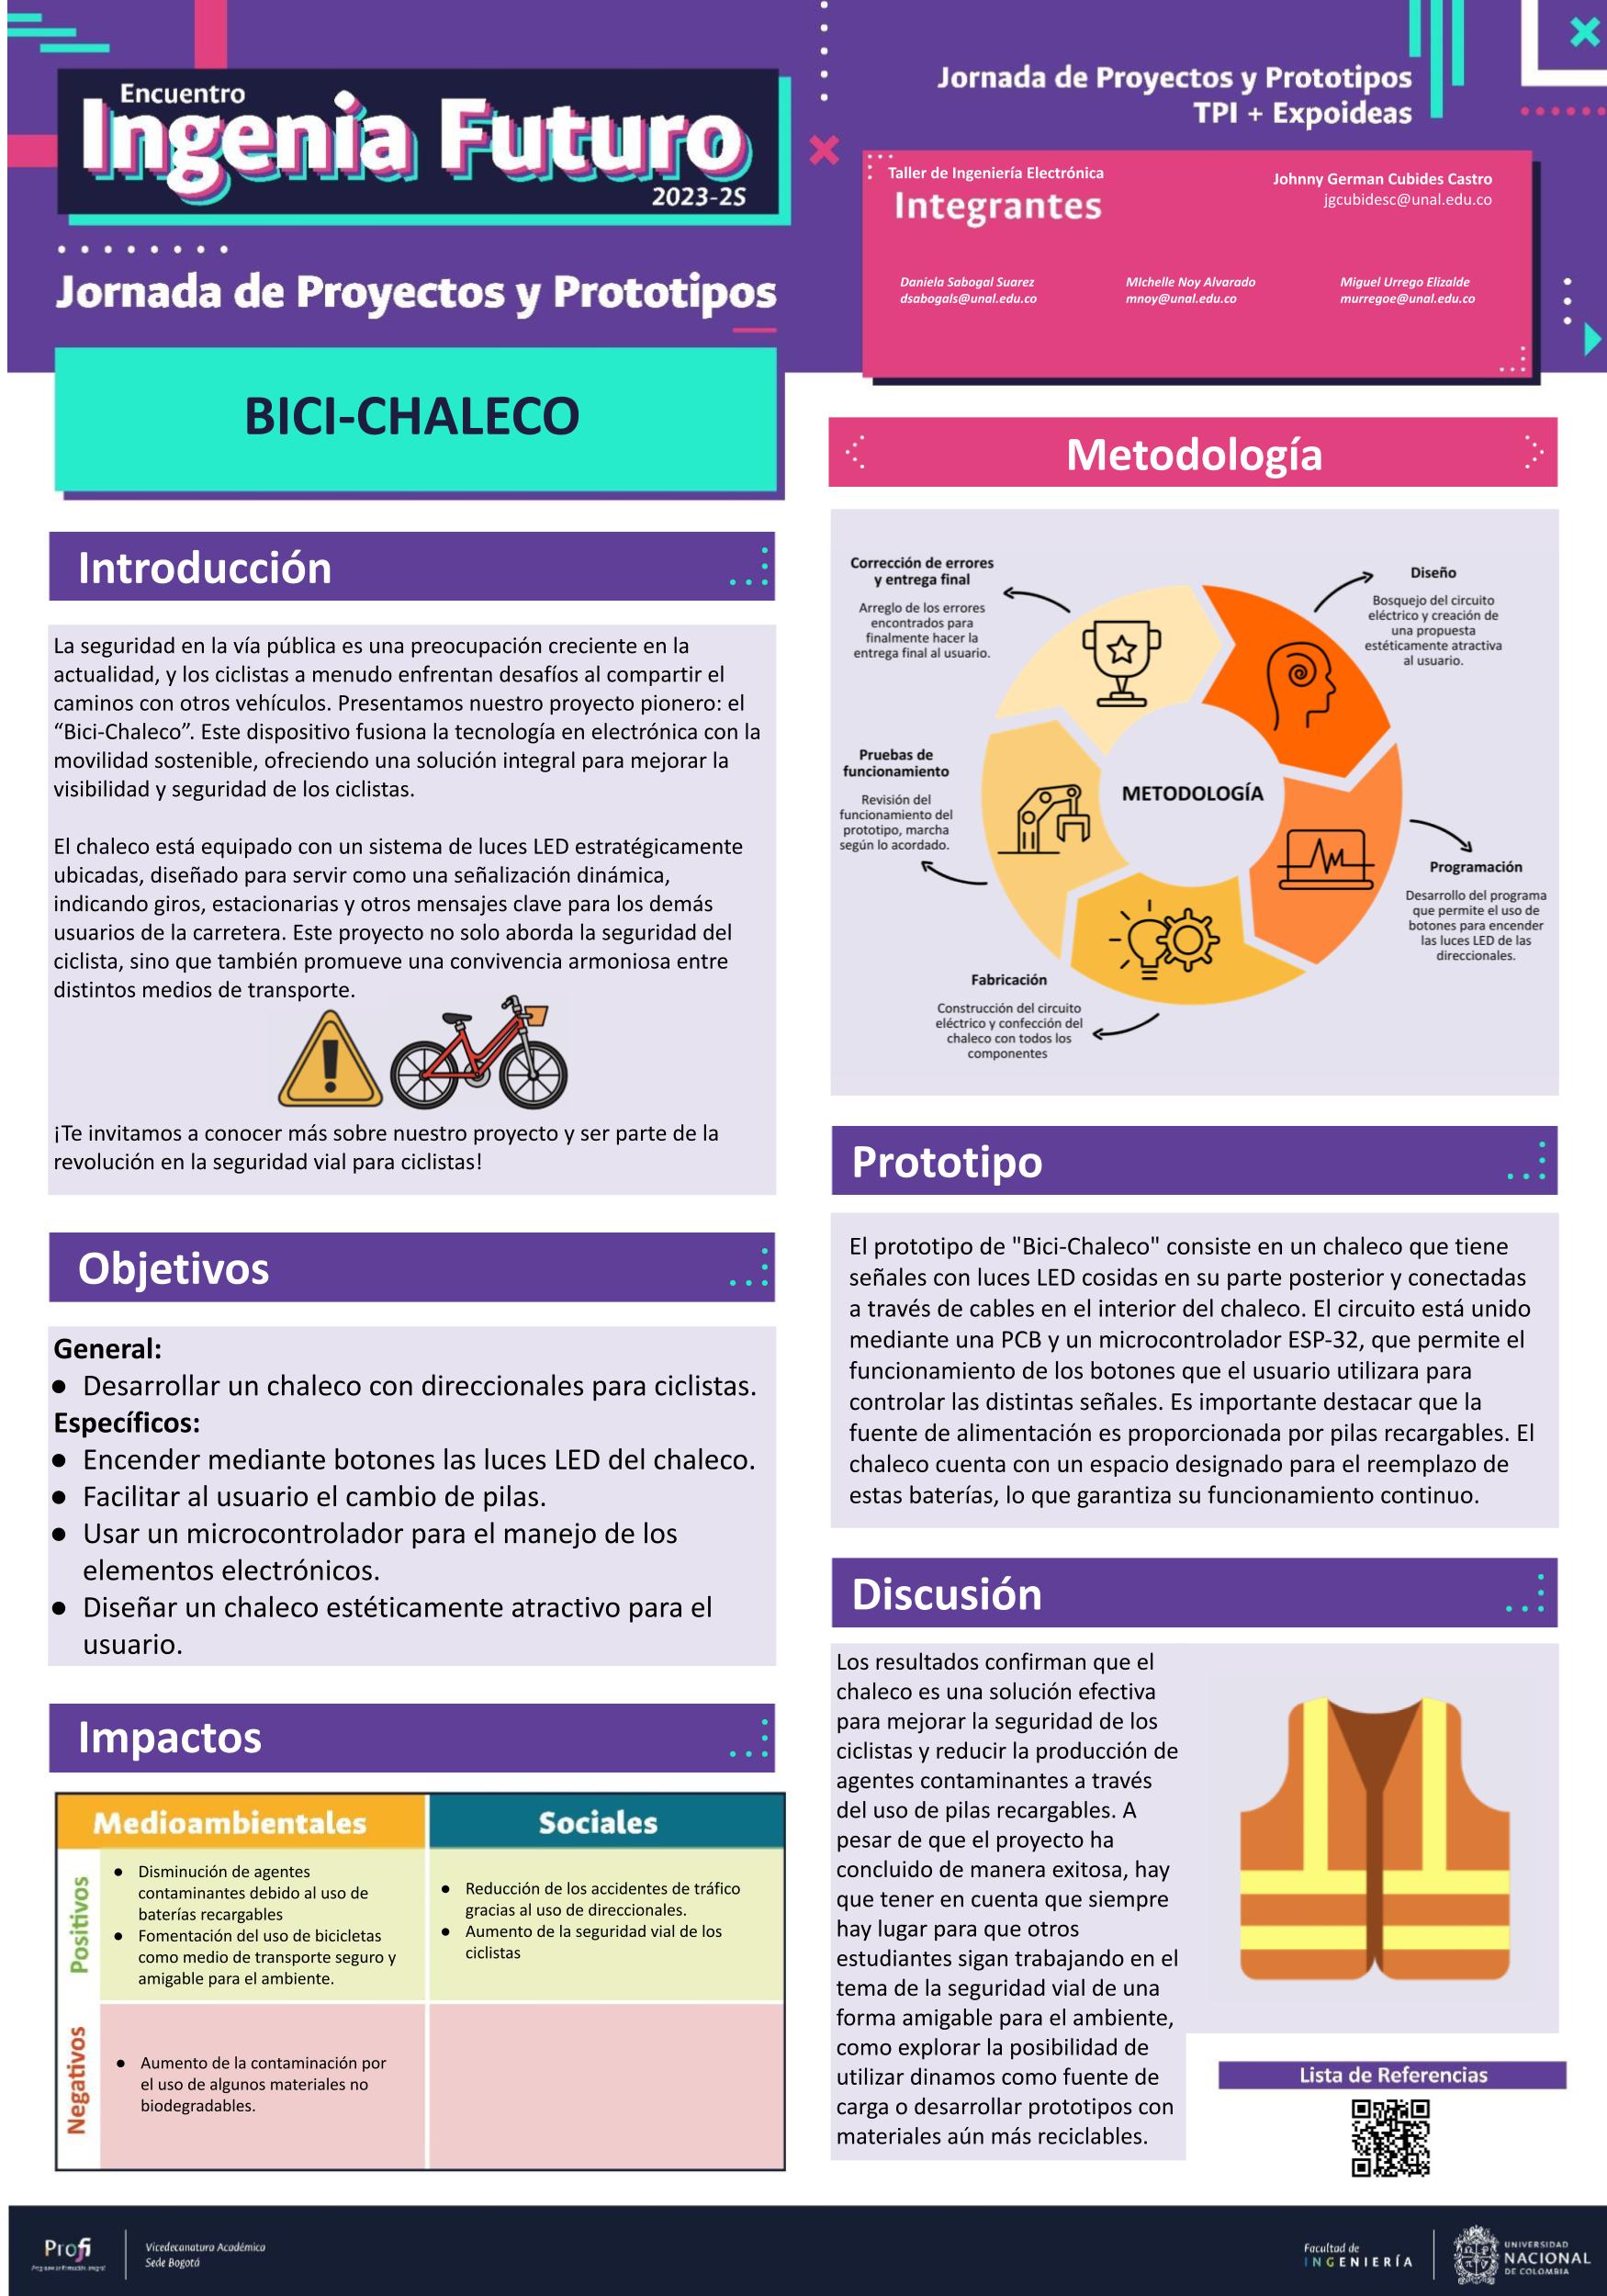 Encuentro
Ingenia Futuro
2023-2S
Jornada de Proyectos y Prototipos
Jornada de Proyectos y Prototipos
TPI + Expoideas
Taller de Ingeniería Electrónica
Integrantes
Johnny German Cubides Castro
jgcubidesc@unal.edu.co
Daniela Sabogal Suarez
dsabogals@unal.edu.co
MIchelle Noy Alvarado
mnoy@unal.edu.co
Miguel Urrego Elizalde
murregoe@unal.edu.co
BICI-CHALECO
Introducción
La seguridad en la vía pública es una preocupación creciente en la
actualidad, y los ciclistas a menudo enfrentan desafíos al compartir el
caminos con otros vehículos. Presentamos nuestro proyecto pionero: el
“Bici-Chaleco”. Este dispositivo fusiona la tecnología en electrónica con la
movilidad sostenible, ofreciendo una solución integral para mejorar la
visibilidad y seguridad de los ciclistas.
El chaleco está equipado con un sistema de luces LED estratégicamente
ubicadas, diseñado para servir como una señalización dinámica,
indicando giros, estacionarias y otros mensajes clave para los demás
usuarios de la carretera. Este proyecto no solo aborda la seguridad del
ciclista, sino que también promueve una convivencia armoniosa entre
distintos medios de transporte.
¡Te invitamos a conocer más sobre nuestro proyecto y ser parte de la
revolución en la seguridad vial para ciclistas!
Objetivos
General:
● Desarrollar un chaleco con direccionales para ciclistas.
Específicos:
● Encender mediante botones las luces LED del chaleco.
● Facilitar al usuario el cambio de pilas.
● Usar un microcontrolador para el manejo de los
elementos electrónicos.
● Diseñar un chaleco estéticamente atractivo para el
usuario.
Impactos
Medioambientales
Sociales
Positivos
● Disminución de agentes
contaminantes debido al uso de
baterías recargables
● Fomentación del uso de bicicletas
como medio de transporte seguro y
amigable para el ambiente.
● Reducción de los accidentes de tráfico
gracias al uso de direccionales.
● Aumento de la seguridad vial de los
ciclistas
Negativos
● Aumento de la contaminación por
el uso de algunos materiales no
biodegradables.
Metodología
Corrección de errores
y entrega final
Arreglo de los errores
encontrados para
finalmente hacer la
entrega final al usuario.
Diseño
Bosquejo del circuito
eléctrico y creación de
una propuesta
estéticamente atractiva
al usuario.
Pruebas de
funcionamiento
Revisión del
funcionamiento del
prototipo, marcha
según lo acordado.
METODOLOGÍA
Programación
Desarrollo del programa
que permite el uso de
botones para encender
las luces LED de las
direccionales.
Fabricación
Construcción del circuito
eléctrico y confección del
chaleco con todos los
componentes
Prototipo
El prototipo de "Bici-Chaleco" consiste en un chaleco que tiene
señales con luces LED cosidas en su parte posterior y conectadas
a través de cables en el interior del chaleco. El circuito está unido
mediante una PCB y un microcontrolador ESP-32, que permite el
funcionamiento de los botones que el usuario utilizara para
controlar las distintas señales. Es importante destacar que la
fuente de alimentación es proporcionada por pilas recargables. El
chaleco cuenta con un espacio designado para el reemplazo de
estas baterías, lo que garantiza su funcionamiento continuo.
Discusión
Los resultados confirman que el
chaleco es una solución efectiva
para mejorar la seguridad de los
ciclistas y reducir la producción de
agentes contaminantes a través
del uso de pilas recargables. A
pesar de que el proyecto ha
concluido de manera exitosa, hay
que tener en cuenta que siempre
hay lugar para que otros
estudiantes sigan trabajando en el
tema de la seguridad vial de una
forma amigable para el ambiente,
como explorar la posibilidad de
utilizar dinamos como fuente de
carga o desarrollar prototipos con
materiales aún más reciclables.
Lista de Referencias
Profi
Vicedecanatura Académica
Sede Bogotá
Facultad de
INGENIERÍA
UNIVERSIDAD
NACIONAL
DE COLOMBIA